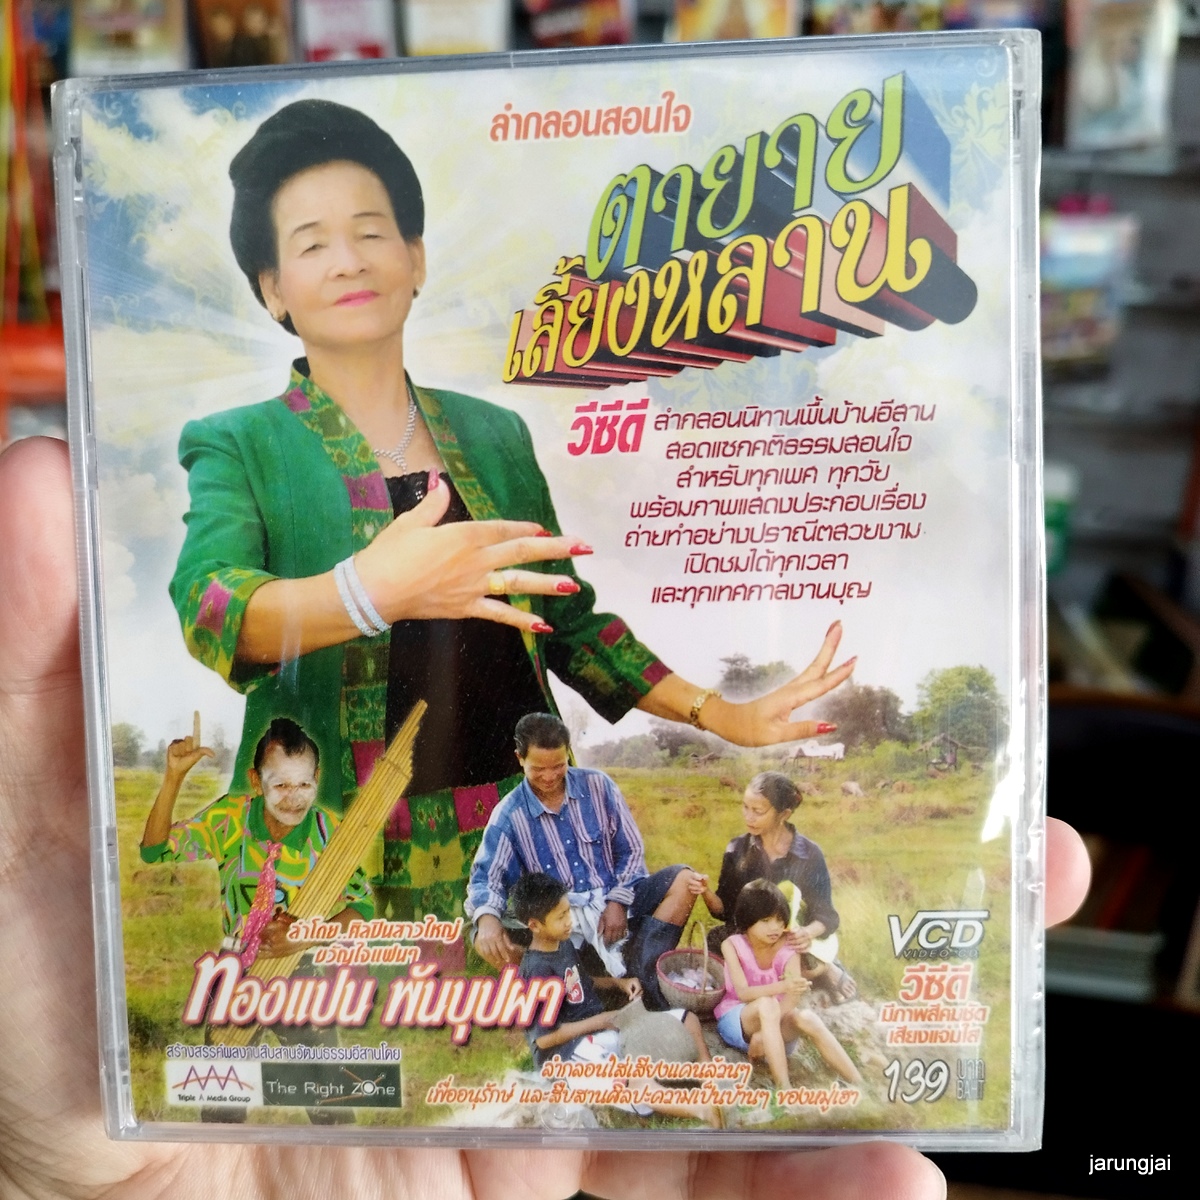 ลำกลอนสอนใจ
ตายาย
เลี้ยงหลาน
วีซีดี ลำกลอนนิทานพื้นบ้านอีสาน
สอดแซกคติธรรมสอนใจ
สำหรับทุกเพศ ทุกวัย
พร้อมภาพแสดงประกอบเรื่อง
ถ่ายทำอย่างปราณีตสวยงาม
เปิดชมได้ทุกเวลา
และทุกเทศกาลงานบุญ
ลำโดย..ศิลปินสาวใหญ่
ขวัญใจแฟนๆ
ทองแปน พันบุปผา
สร้างสรรค์ผลงานสืบสานวัฒนธรรมอีสานโดย
AAA
Triple A Media Group
The Right ZOne
ลำกลอนใส่เสียงแคนล้วนๆ
เพื่ออนุรักษ์ และสืบสานศิลปะความเป็นบ้านๆ ของหมู่เฮา
VCD
VIDEO-CD
วีซีดี
มีภาพสีคมชัด
เสียงแจ่มใส
139 บาท
BAHT
jarungjai